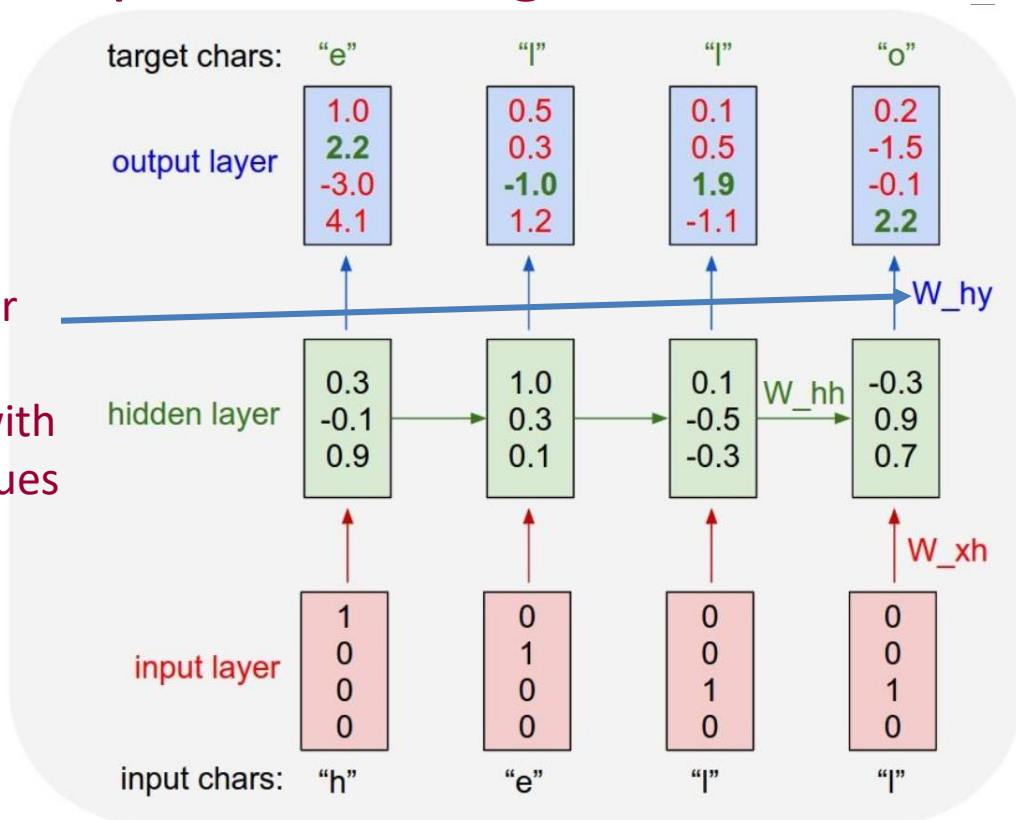 target chars: "e" "l" "l" "o"
output layer
1.0 0.5 0.1 0.2
2.2 0.3 0.5 -1.5
-3.0 -1.0 1.9 -0.1
4.1 1.2 -1.1 2.2
r
W_hy
hidden layer
0.3 1.0 0.1 -0.3
-0.1 0.3 -0.5 0.9
0.9 0.1 -0.3 0.7
W_hh
ues
W_xh
input layer
1 0 0 0
0 1 0 0
0 0 1 1
0 0 0 0
input chars: "h" "e" "l" "l"